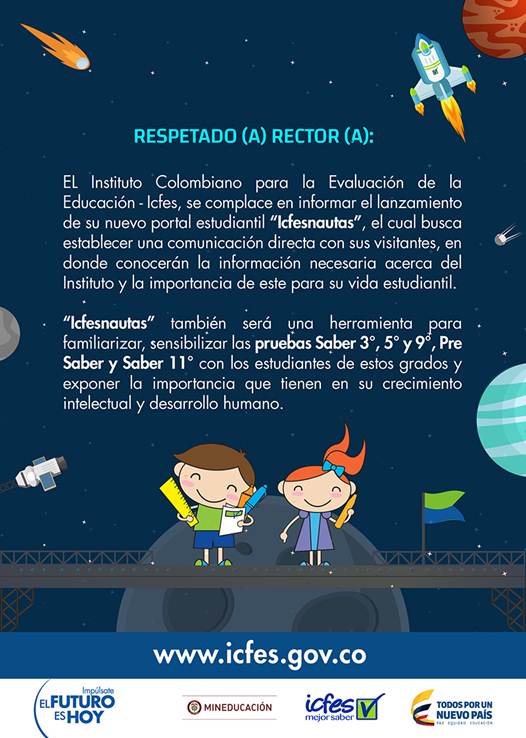 RESPETADO (A) RECTOR (A):
EL Instituto Colombiano para la Evaluación de la
Educación - Icfes, se complace en informar el lanzamiento
de su nuevo portal estudiantil “Icfesnautas”, el cual busca
establecer una comunicación directa con sus visitantes, en
donde conocerán la información necesaria acerca del
Instituto y la importancia de este para su vida estudiantil.
“Icfesnautas” también será una herramienta para
familiarizar, sensibilizar las pruebas Saber 3°, 5° y 9°, Pre
Saber y Saber 11° con los estudiantes de estos grados y
exponer la importancia que tienen en su crecimiento
intelectual y desarrollo humano.
www.icfes.gov.co
Impúlsate
EL FUTURO
ES HOY
MINEDUCACIÓN
icfes
mejor saber
TODOS POR UN
NUEVO PAÍS
PAZ EQUIDAD EDUCACIÓN